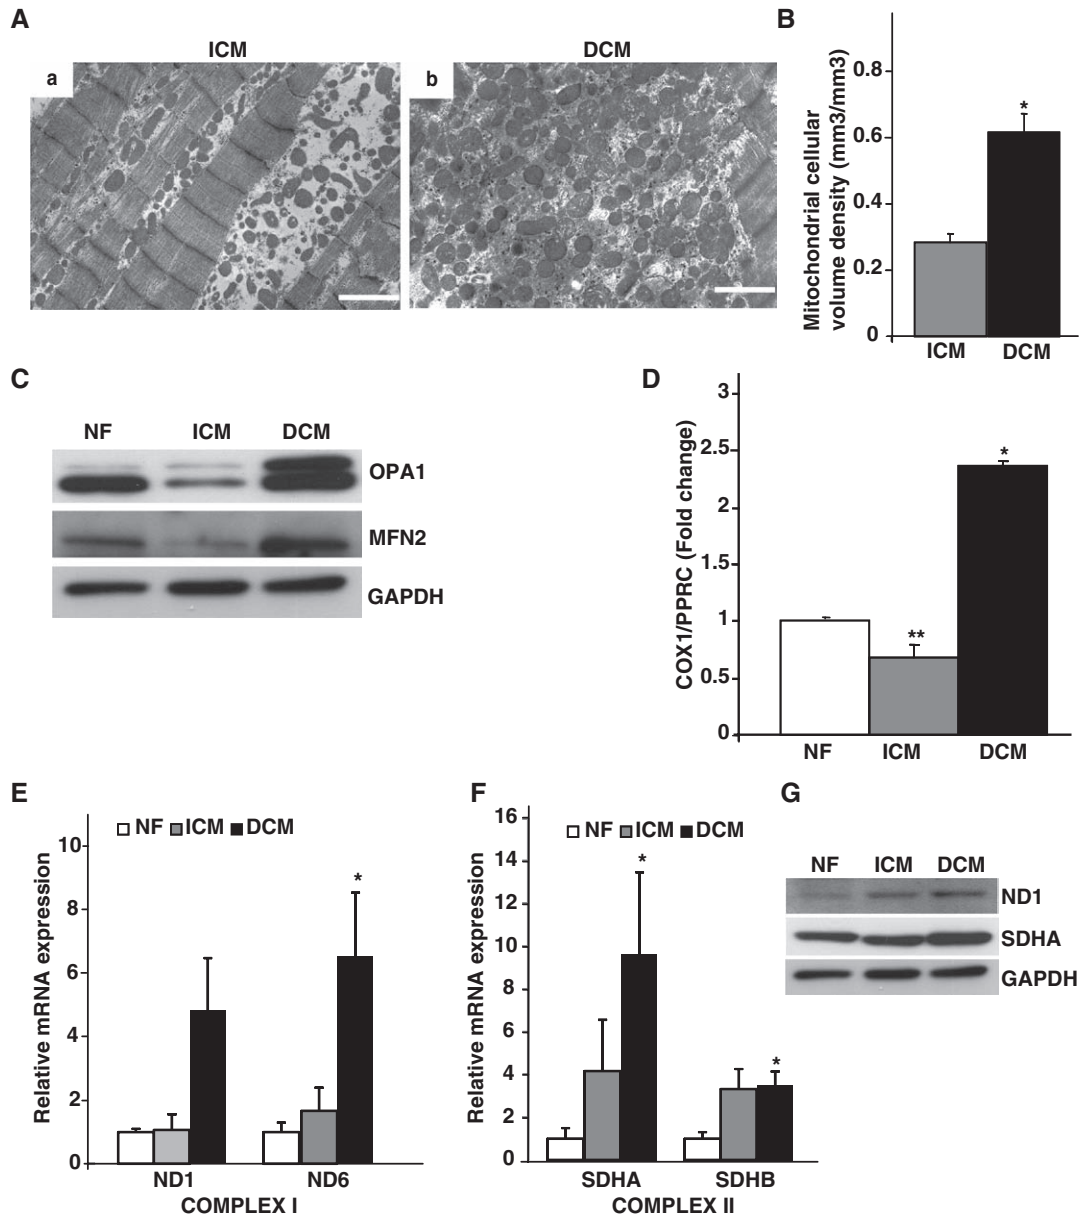 A
ICM
DCM
a
b
B
Mitochondrial cellular
volume density (mm3/mm3)
0.8
0.6
0.4
0.2
0
*
ICM
DCM
C
NF
ICM
DCM
OPA1
MFN2
GAPDH
D
COX1/PPRC (Fold change)
3
2.5
2
1.5
1
0.5
0
**
*
NF
ICM
DCM
E
NF ICM DCM
Relative mRNA expression
10
8
6
4
2
0
*
ND1
ND6
COMPLEX I
F
NF ICM DCM
Relative mRNA expression
16
14
12
10
8
6
4
2
0
*
*
SDHA
SDHB
COMPLEX II
G
NF
ICM
DCM
ND1
SDHA
GAPDH